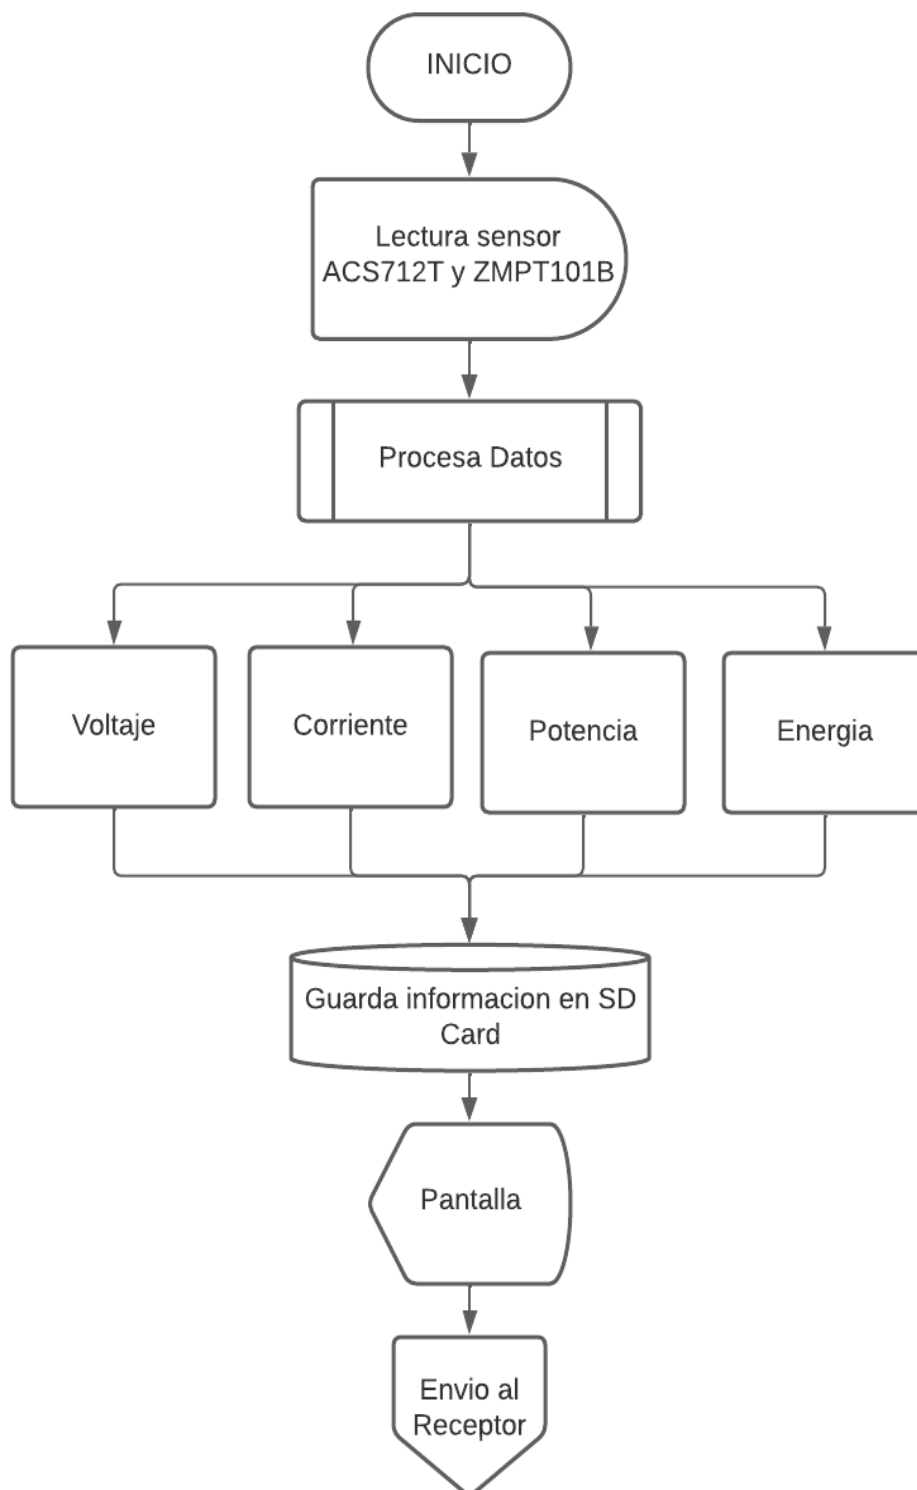 INICIO
Lectura sensor
ACS712T y ZMPT101B
Procesa Datos
Voltaje
Corriente
Potencia
Energia
Guarda informacion en SD
Card
Pantalla
Envio al
Receptor